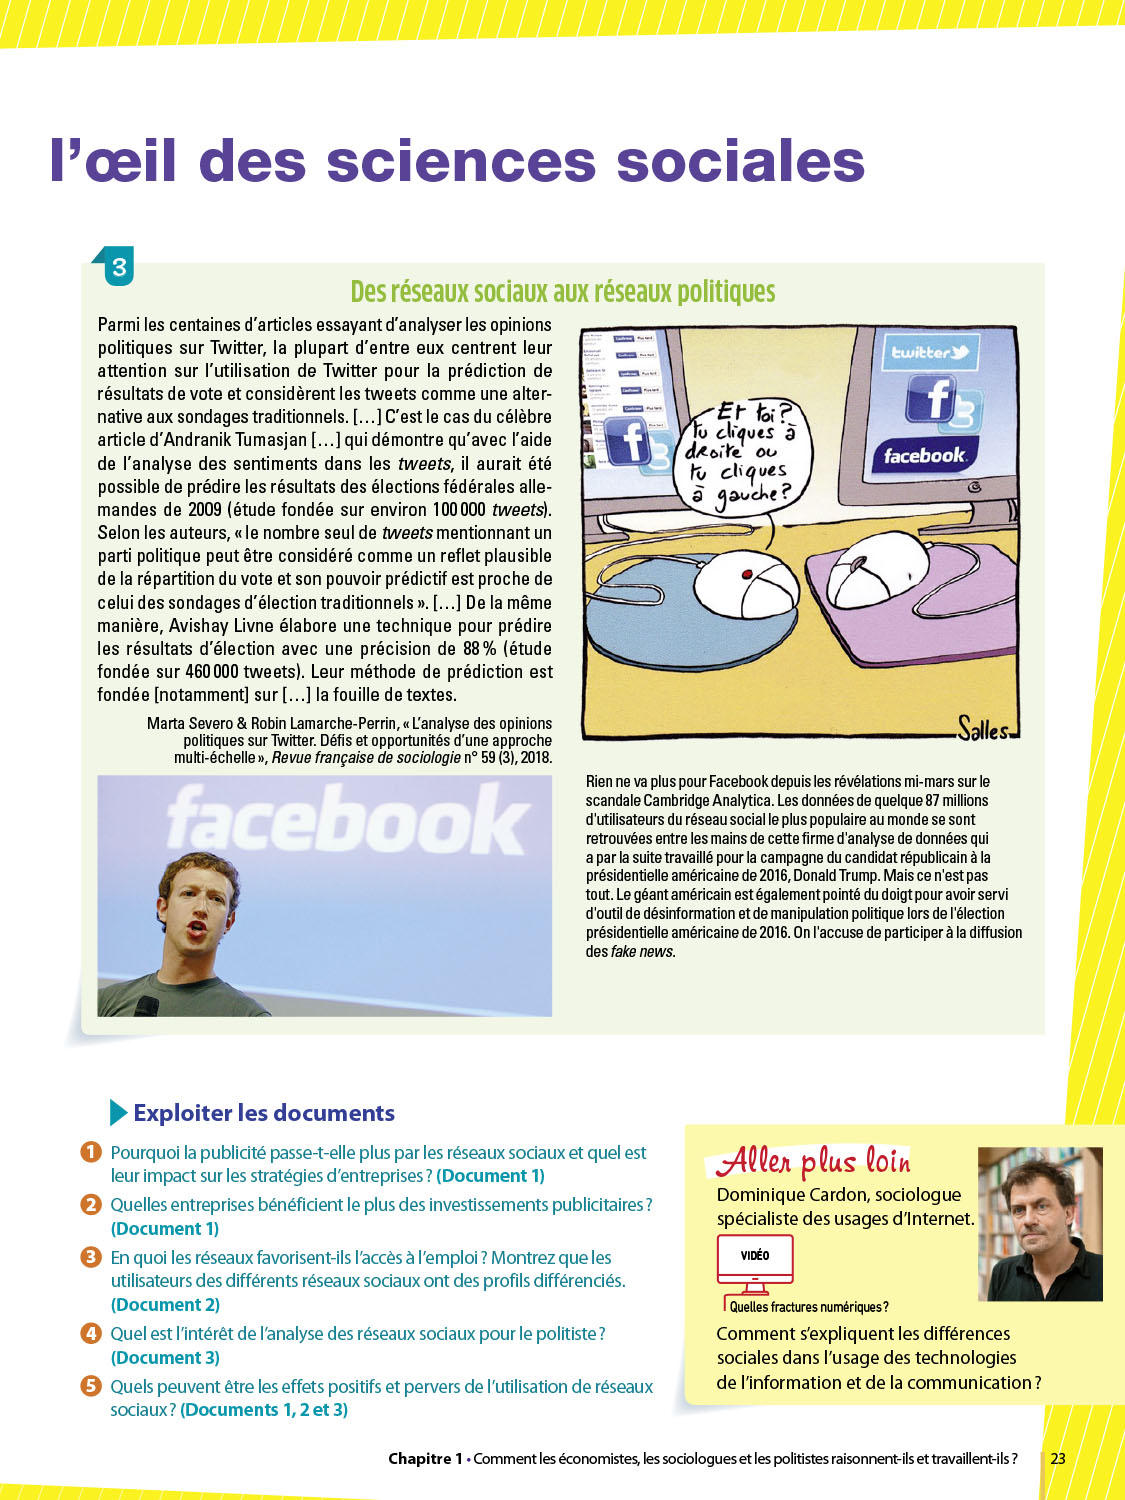 l’œil des sciences sociales
3
Des réseaux sociaux aux réseaux politiques
Parmi les centaines d’articles essayant d’analyser les opinions
politiques sur Twitter, la plupart d’entre eux centrent leur
attention sur l’utilisation de Twitter pour la prédiction de
résultats de vote et considèrent les tweets comme une alter-
native aux sondages traditionnels. […] C’est le cas du célèbre
article d’Andranik Tumasjan […] qui démontre qu’avec l’aide
de l’analyse des sentiments dans les tweets, il aurait été
possible de prédire les résultats des élections fédérales alle-
mandes de 2009 (étude fondée sur environ 100 000 tweets).
Selon les auteurs, « le nombre seul de tweets mentionnant un
parti politique peut être considéré comme un reflet plausible
de la répartition du vote et son pouvoir prédictif est proche de
celui des sondages d’élection traditionnels ». […] De la même
manière, Avishay Livne élabore une technique pour prédire
les résultats d’élection avec une précision de 88 % (étude
fondée sur 460 000 tweets). Leur méthode de prédiction est
fondée [notamment] sur […] la fouille de textes.
Marta Severo & Robin Lamarche-Perrin, « L’analyse des opinions
politiques sur Twitter. Défis et opportunités d’une approche
multi-échelle », Revue française de sociologie n° 59 (3), 2018.
facebook
twitter
facebook
Et toi?
tu cliques à
droite ou
tu cliques
à gauche?
Salles
Rien ne va plus pour Facebook depuis les révélations mi-mars sur le
scandale Cambridge Analytica. Les données de quelque 87 millions
d'utilisateurs du réseau social le plus populaire au monde se sont
retrouvées entre les mains de cette firme d'analyse de données qui
a par la suite travaillé pour la campagne du candidat républicain à la
présidentielle américaine de 2016, Donald Trump. Mais ce n'est pas
tout. Le géant américain est également pointé du doigt pour avoir servi
d'outil de désinformation et de manipulation politique lors de l'élection
présidentielle américaine de 2016. On l'accuse de participer à la diffusion
des fake news.
Exploiter les documents
1 Pourquoi la publicité passe-t-elle plus par les réseaux sociaux et quel est
leur impact sur les stratégies d’entreprises ? (Document 1)
2 Quelles entreprises bénéficient le plus des investissements publicitaires ?
(Document 1)
3 En quoi les réseaux favorisent-ils l’accès à l’emploi ? Montrez que les
utilisateurs des différents réseaux sociaux ont des profils différenciés.
(Document 2)
4 Quel est l’intérêt de l’analyse des réseaux sociaux pour le politiste ?
(Document 3)
5 Quels peuvent être les effets positifs et pervers de l’utilisation de réseaux
sociaux ? (Documents 1, 2 et 3)
Aller plus loin
Dominique Cardon, sociologue
spécialiste des usages d’Internet.
VIDÉO
Quelles fractures numériques ?
Comment s’expliquent les différences
sociales dans l’usage des technologies
de l’information et de la communication ?
Chapitre 1 • Comment les économistes, les sociologues et les politistes raisonnent-ils et travaillent-ils ? 23